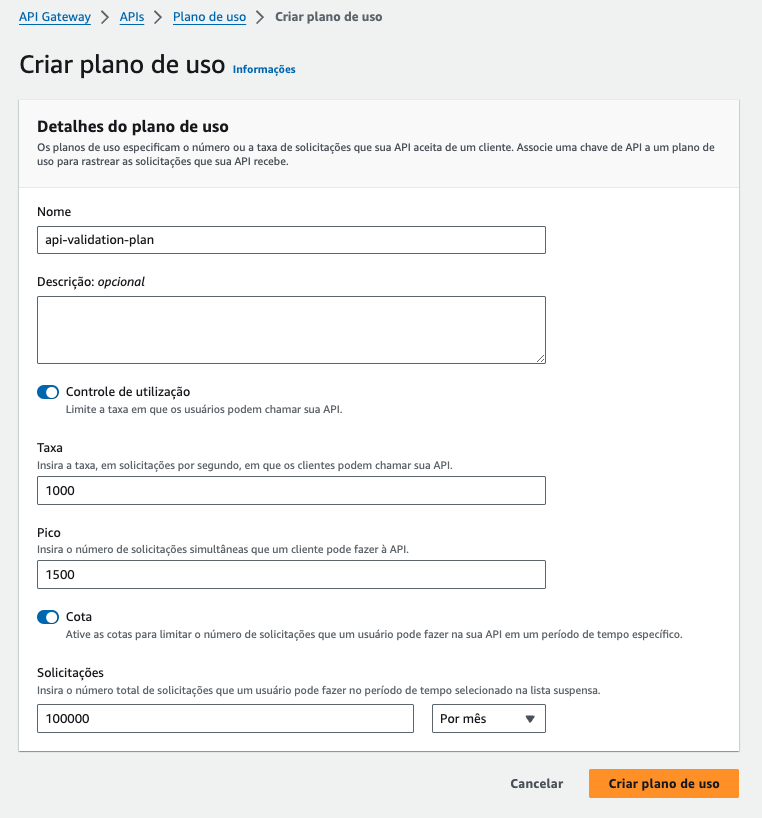 API Gateway > APIs > Plano de uso > Criar plano de uso
Criar plano de uso Informações
Detalhes do plano de uso
Os planos de uso especificam o número ou a taxa de solicitações que sua API aceita de um cliente. Associe uma chave de API a um plano de
uso para rastrear as solicitações que sua API recebe.
Nome
api-validation-plan
Descrição: opcional
Controle de utilização
Limite a taxa em que os usuários podem chamar sua API.
Taxa
Insira a taxa, em solicitações por segundo, em que os clientes podem chamar sua API.
1000
Pico
Insira o número de solicitações simultâneas que um cliente pode fazer à API.
1500
Cota
Ative as cotas para limitar o número de solicitações que um usuário pode fazer na sua API em um período de tempo específico.
Solicitações
Insira o número total de solicitações que um usuário pode fazer no período de tempo selecionado na lista suspensa.
100000 Por mês
Cancelar Criar plano de uso